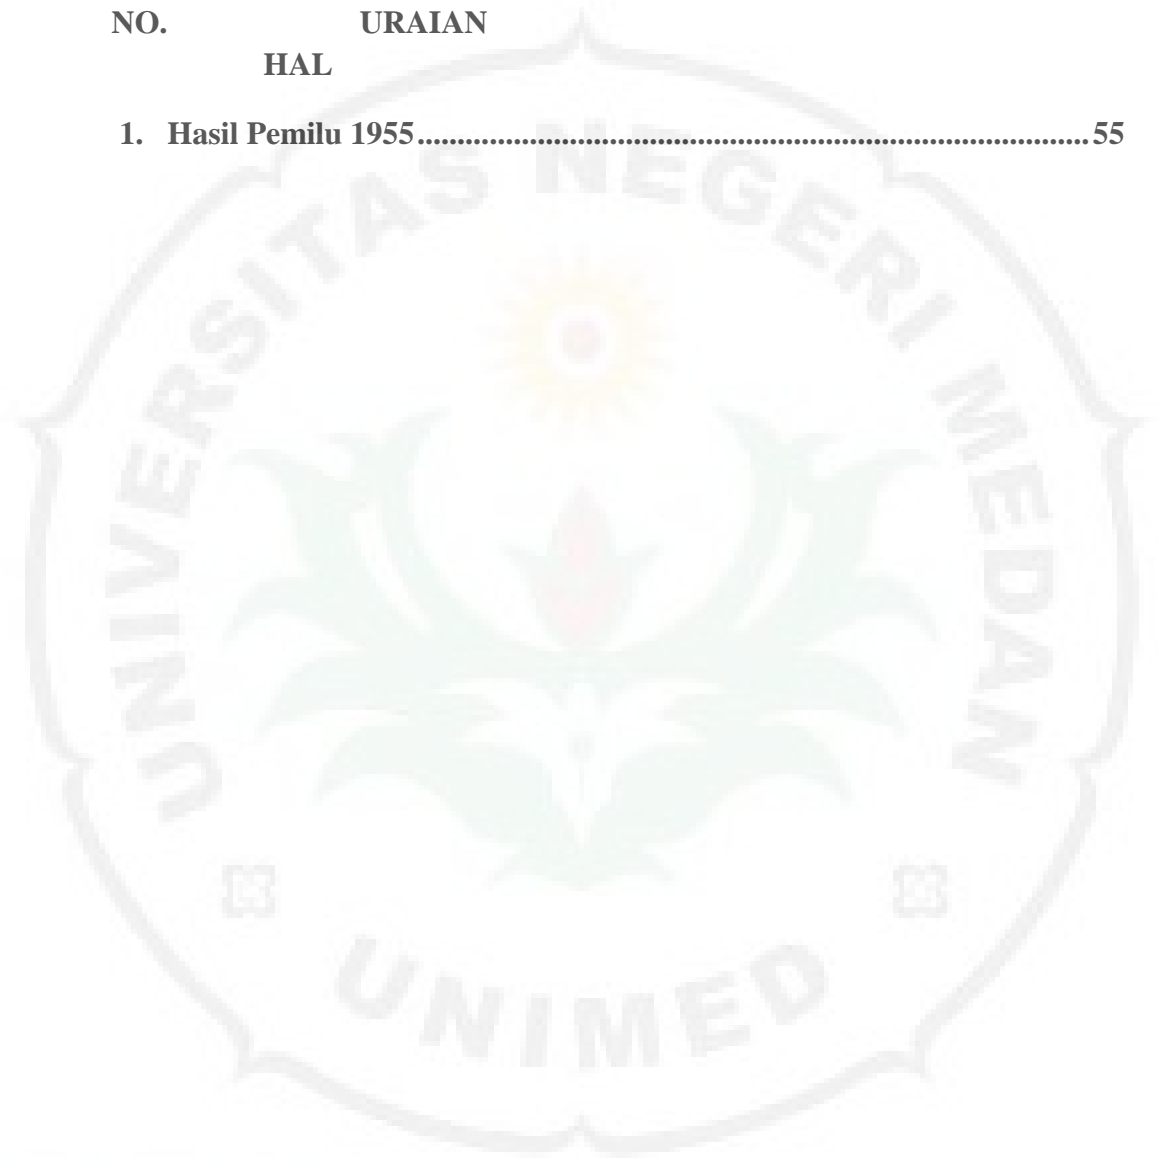 NO. URAIAN
HAL
1. Hasil Pemilu 1955........................................................................55
UNIVERSITAS NEGERI MEDAN
UNIMED